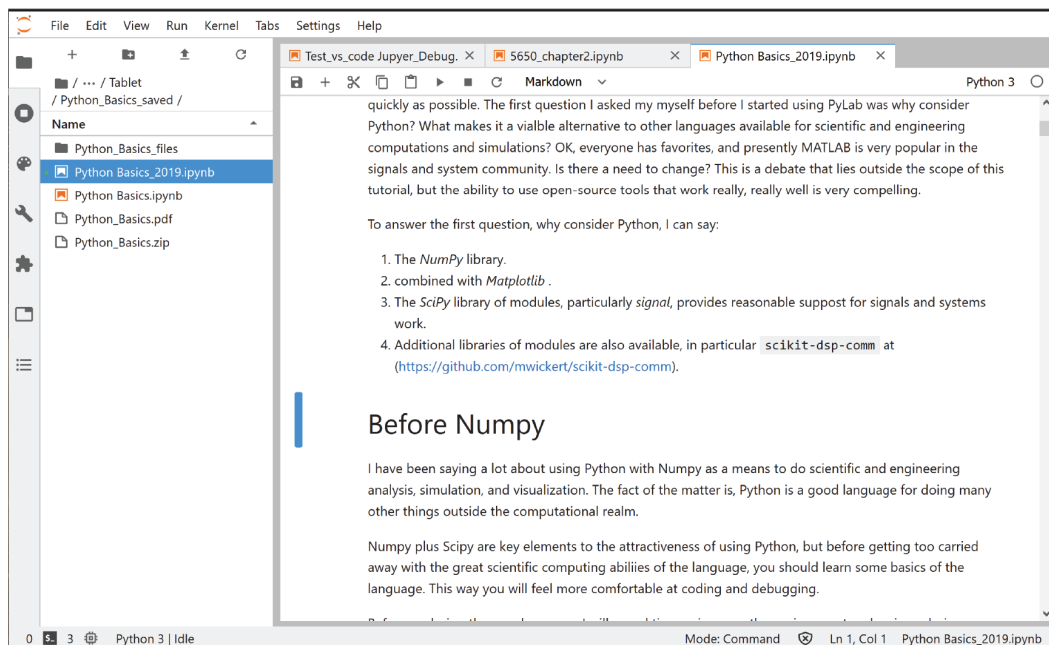 File Edit View Run Kernel Tabs Settings Help
/ ··· / Tablet
/ Python_Basics_saved /
Name
Python_Basics_files
Python Basics_2019.ipynb
Python Basics.ipynb
Python_Basics.pdf
Python_Basics.zip
Test_vs_code Jupyer_Debug.
5650_chapter2.ipynb
Python Basics_2019.ipynb
Markdown
Python 3
quickly as possible. The first question I asked my myself before I started using PyLab was why consider
Python? What makes it a vialble alternative to other languages available for scientific and engineering
computations and simulations? OK, everyone has favorites, and presently MATLAB is very popular in the
signals and system community. Is there a need to change? This is a debate that lies outside the scope of this
tutorial, but the ability to use open-source tools that work really, really well is very compelling.
To answer the first question, why consider Python, I can say:
1. The NumPy library.
2. combined with Matplotlib .
3. The SciPy library of modules, particularly signal, provides reasonable suppost for signals and systems
work.
4. Additional libraries of modules are also available, in particular scikit-dsp-comm at
(https://github.com/mwickert/scikit-dsp-comm).
Before Numpy
I have been saying a lot about using Python with Numpy as a means to do scientific and engineering
analysis, simulation, and visualization. The fact of the matter is, Python is a good language for doing many
other things outside the computational realm.
Numpy plus Scipy are key elements to the attractiveness of using Python, but before getting too carried
away with the great scientific computing abiliies of the language, you should learn some basics of the
language. This way you will feel more comfortable at coding and debugging.
0 3 Python 3 | Idle
Mode: Command Ln 1, Col 1 Python Basics_2019.ipynb